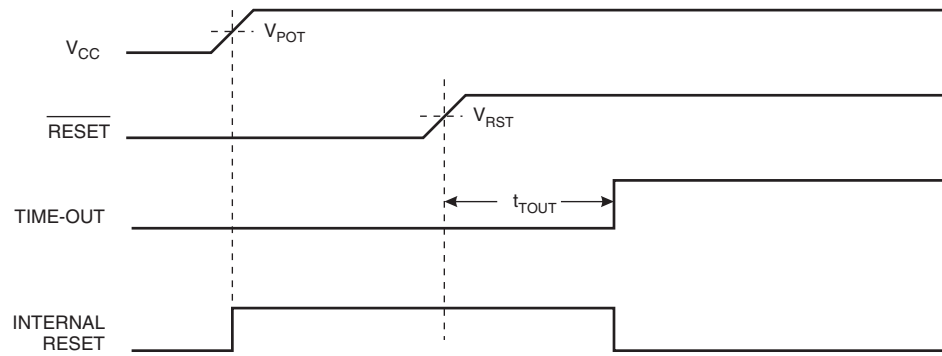 V_CC
V_POT
RESET
V_RST
TIME-OUT
t_TOUT
INTERNAL
RESET